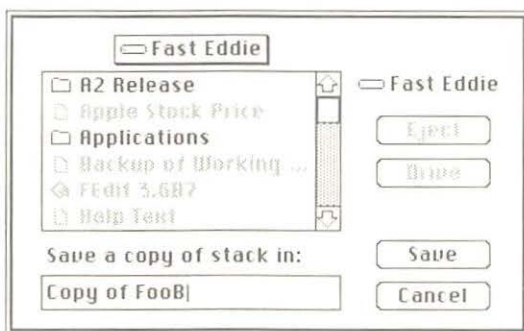 Fast Eddie
A2 Release
Apple Stock Price
Applications
Backup of Working ...
FEdit 3.6B7
Help Text
Fast Eddie
Eject
Drive
Save a copy of stack in:
Copy of FooB
Save
Cancel